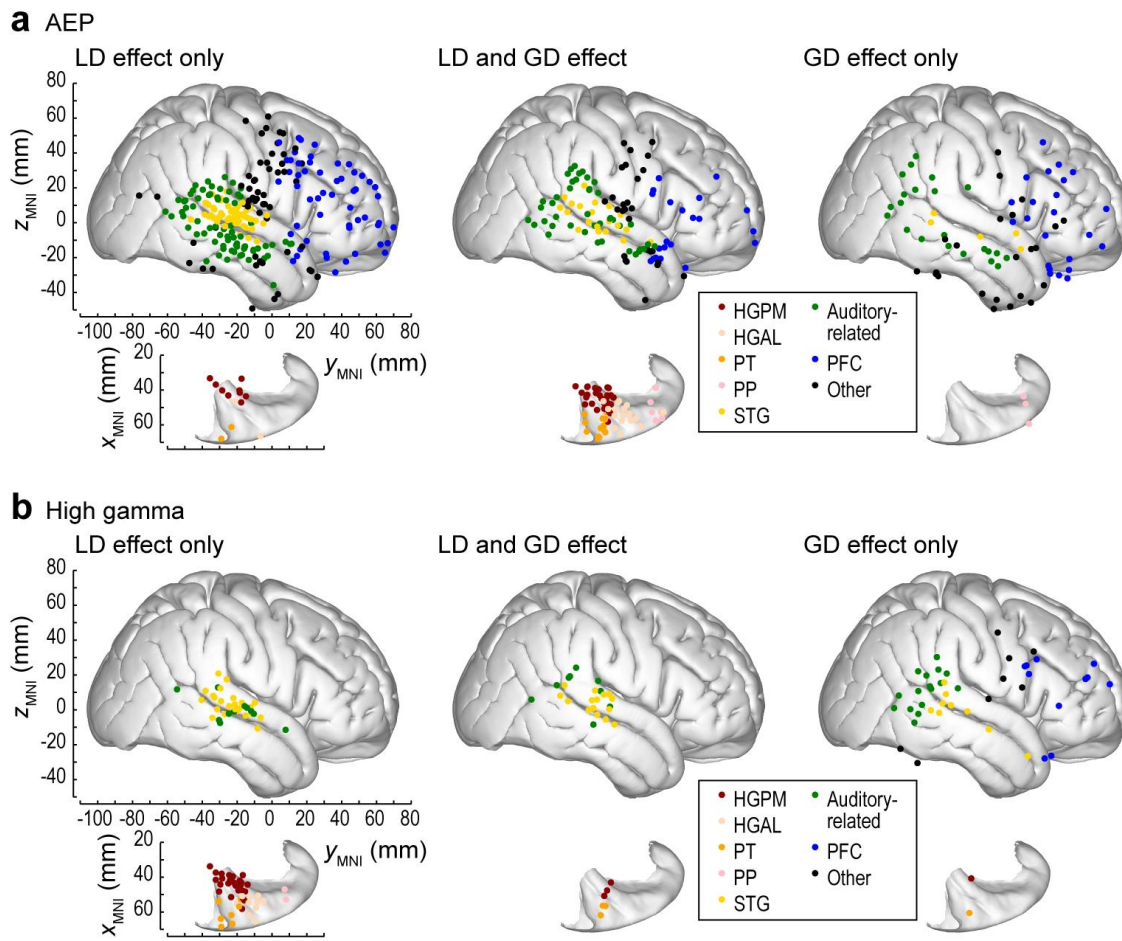 a AEP
LD effect only
LD and GD effect
GD effect only
80
60
40
20
0
-20
-40
zMNI (mm)
-100 -80 -60 -40 -20 0 20 40 60 80
yMNI (mm)
20
40
60
xMNI (mm)
HGPM
HGAL
PT
PP
STG
Auditory-
related
PFC
Other
b High gamma
LD effect only
LD and GD effect
GD effect only
80
60
40
20
0
-20
-40
zMNI (mm)
-100 -80 -60 -40 -20 0 20 40 60 80
yMNI (mm)
20
40
60
xMNI (mm)
HGPM
HGAL
PT
PP
STG
Auditory-
related
PFC
Other